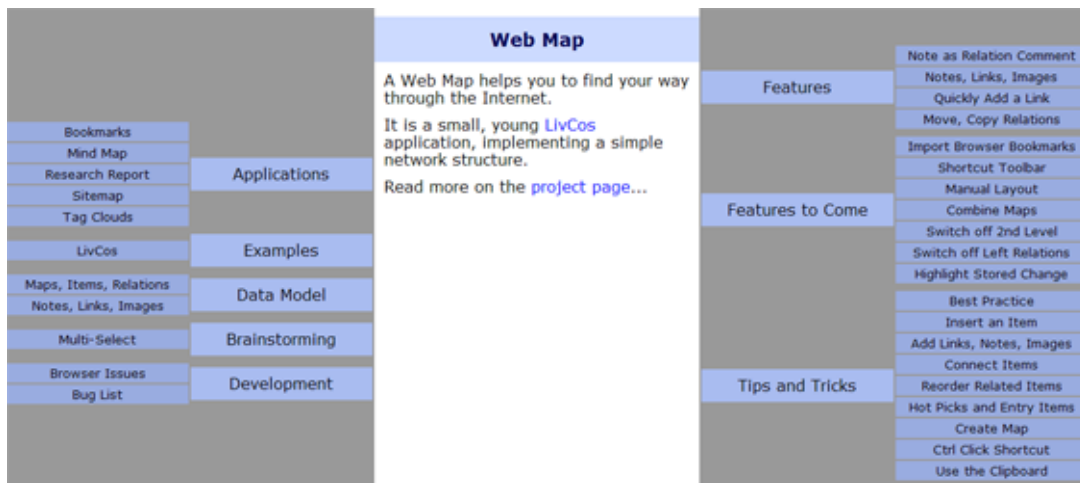 Web Map
A Web Map helps you to find your way
through the Internet.
It is a small, young LivCos
application, implementing a simple
network structure.
Read more on the project page...
Bookmarks
Mind Map
Research Report
Sitemap
Tag Clouds
Applications
LivCos
Examples
Maps, Items, Relations
Notes, Links, Images
Data Model
Multi-Select
Brainstorming
Browser Issues
Bug List
Development
Features
Note as Relation Comment
Notes, Links, Images
Quickly Add a Link
Move, Copy Relations
Features to Come
Import Browser Bookmarks
Shortcut Toolbar
Manual Layout
Combine Maps
Switch off 2nd Level
Switch off Left Relations
Highlight Stored Change
Tips and Tricks
Best Practice
Insert an Item
Add Links, Notes, Images
Connect Items
Reorder Related Items
Hot Picks and Entry Items
Create Map
Ctrl Click Shortcut
Use the Clipboard